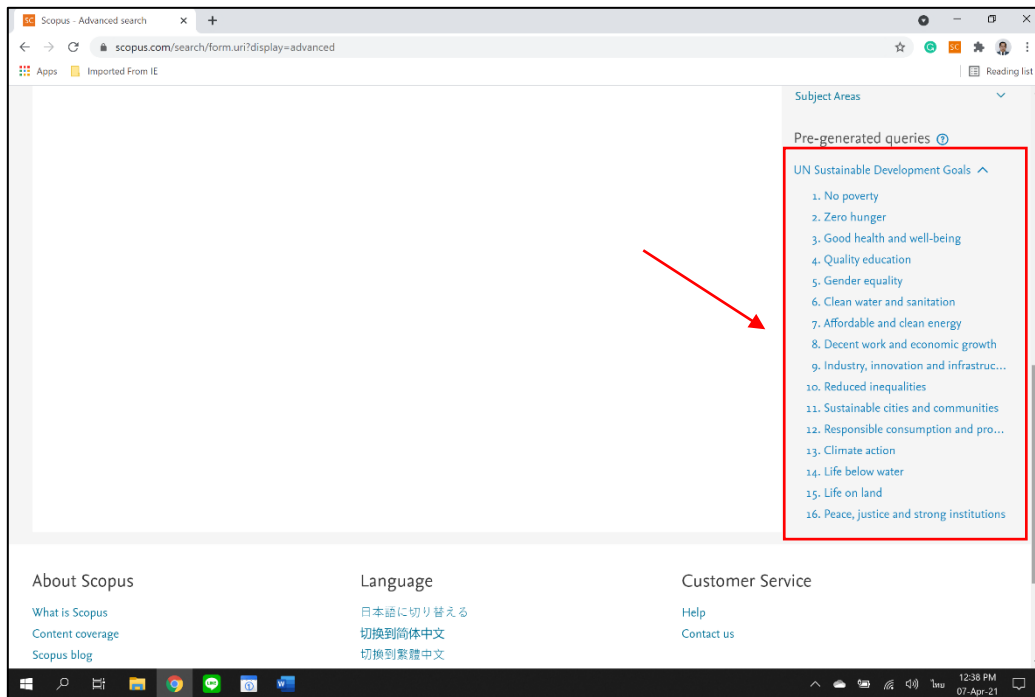 Scopus - Advanced search
scopus.com/search/form.uri?display=advanced
Apps Imported From IE
Reading list
Subject Areas
Pre-generated queries
UN Sustainable Development Goals
1. No poverty
2. Zero hunger
3. Good health and well-being
4. Quality education
5. Gender equality
6. Clean water and sanitation
7. Affordable and clean energy
8. Decent work and economic growth
9. Industry, innovation and infrastruc...
10. Reduced inequalities
11. Sustainable cities and communities
12. Responsible consumption and pro...
13. Climate action
14. Life below water
15. Life on land
16. Peace, justice and strong institutions
About Scopus
What is Scopus
Content coverage
Scopus blog
Language
日本語に切り替える
切换到简体中文
切換到繁體中文
Customer Service
Help
Contact us
ไทย
12:38 PM
07-Apr-21